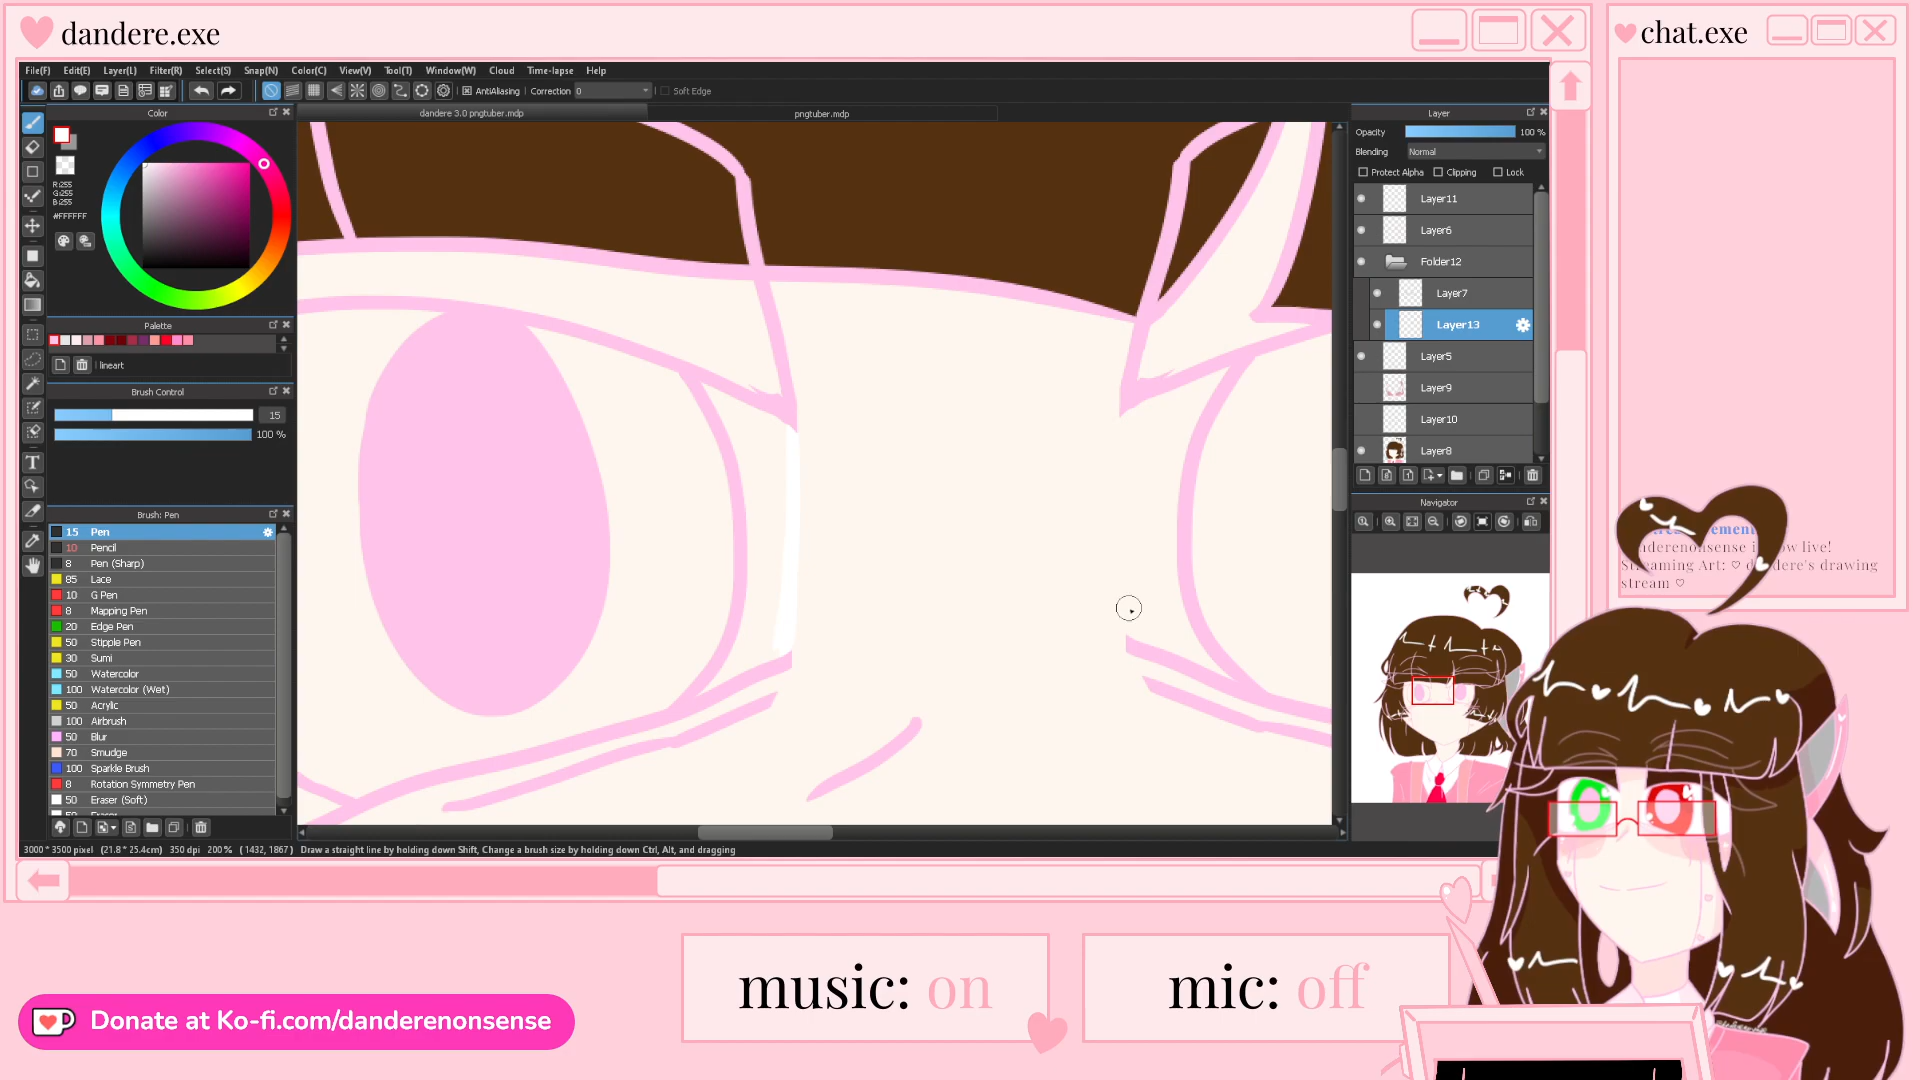 dandere.exe
chat.exe
File(F) Edit(E) Layer(L) Filter(R) Select(S) Snap(N) Color(C) View(V) Tool(T) Window(W) Cloud Time-lapse Help
AntiAliasing Correction 0 Soft Edge
Color
dandere 3.0 pngtuber.mdp
pngtuber.mdp
Layer
Opacity 100 %
Blending Normal
Protect Alpha Clipping Lock
R:255
G:255
B:255
#FFFFFF
Layer11
Layer6
Folder12
Layer7
Layer13
Layer5
Layer9
Layer10
Layer8
Palette
lineart
Brush Control
15
100 %
Navigator
Brush: Pen
15 Pen
10 Pencil
8 Pen (Sharp)
85 Lace
10 G Pen
8 Mapping Pen
20 Edge Pen
50 Stipple Pen
30 Sumi
50 Watercolor
100 Watercolor (Wet)
50 Acrylic
100 Airbrush
50 Blur
70 Smudge
100 Sparkle Brush
8 Rotation Symmetry Pen
50 Eraser (Soft)
3000 * 3500 pixel (21.8 * 25.4cm) 350 dpi 200% ( 1432, 1867 ) Draw a straight line by holding down Shift, Change a brush size by holding down Ctrl, Alt, and dragging
live!
Streaming Art: ♡ drawing
stream ♡
music: on
mic: off
Donate at Ko-fi.com/danderenonsense